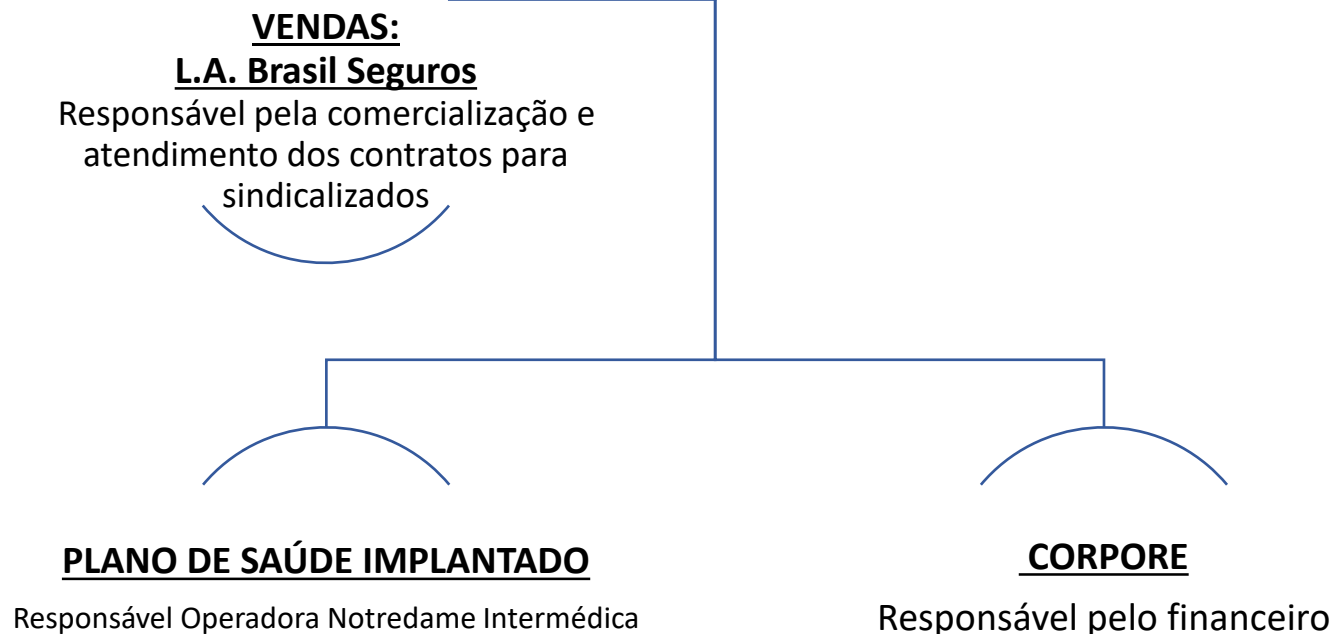 VENDAS:
L.A. Brasil Seguros
Responsável pela comercialização e
atendimento dos contratos para
sindicalizados
PLANO DE SAÚDE IMPLANTADO
Responsável Operadora Notredame Intermédica
CORPORE
Responsável pelo financeiro